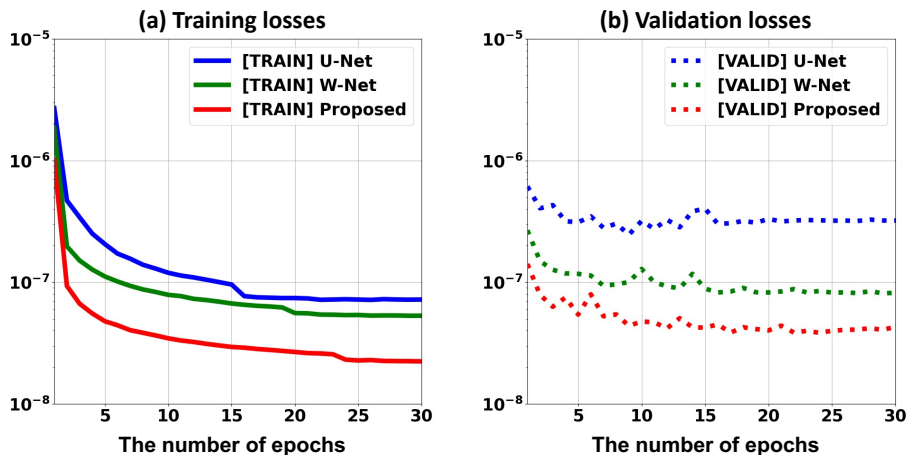 (a) Training losses
10⁻⁵
10⁻⁶
10⁻⁷
10⁻⁸
[TRAIN] U-Net
[TRAIN] W-Net
[TRAIN] Proposed
5 10 15 20 25 30
The number of epochs
(b) Validation losses
10⁻⁵
10⁻⁶
10⁻⁷
10⁻⁸
[VALID] U-Net
[VALID] W-Net
[VALID] Proposed
5 10 15 20 25 30
The number of epochs